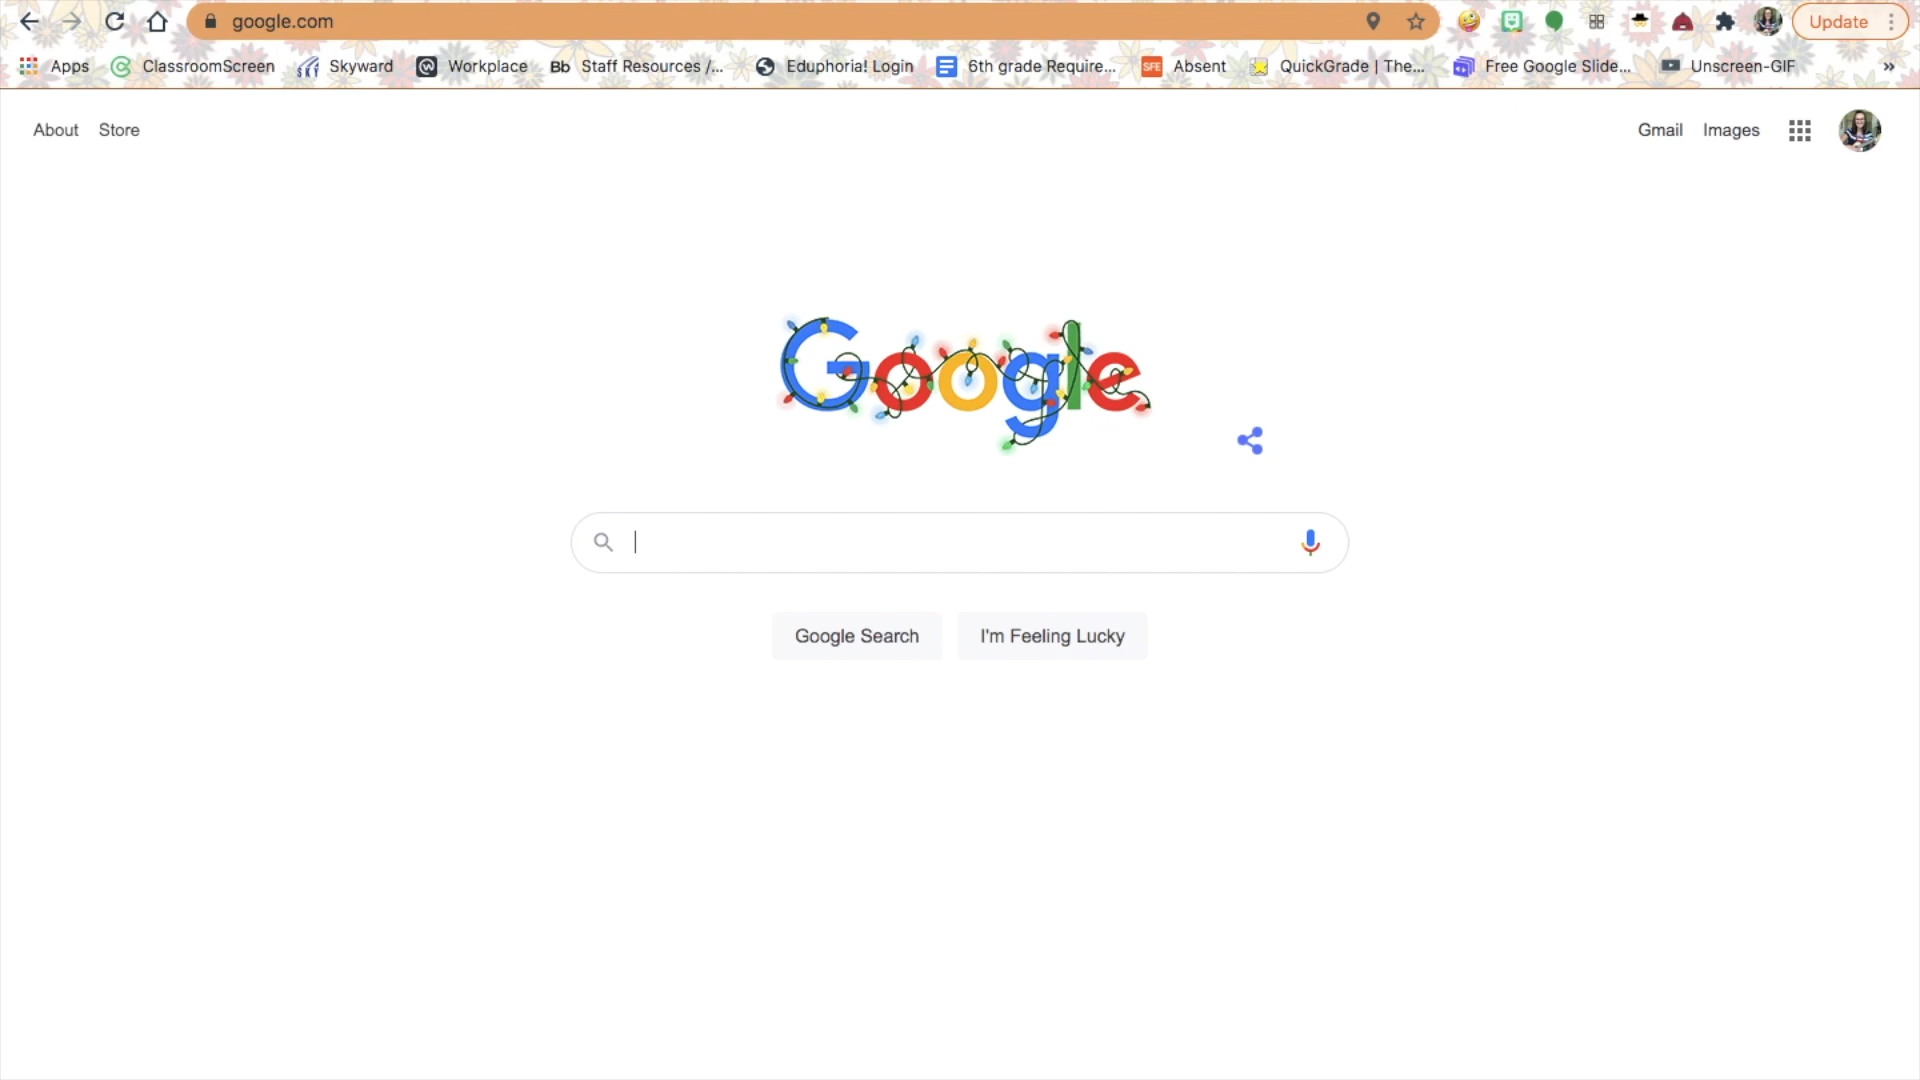 google.com
Update
Apps ClassroomScreen Skyward Workplace Bb Staff Resources /... Eduphoria! Login 6th grade Require... SFE Absent QuickGrade | The... Free Google Slide... Unscreen-GIF »
About Store Gmail Images
Google
Google Search I'm Feeling Lucky